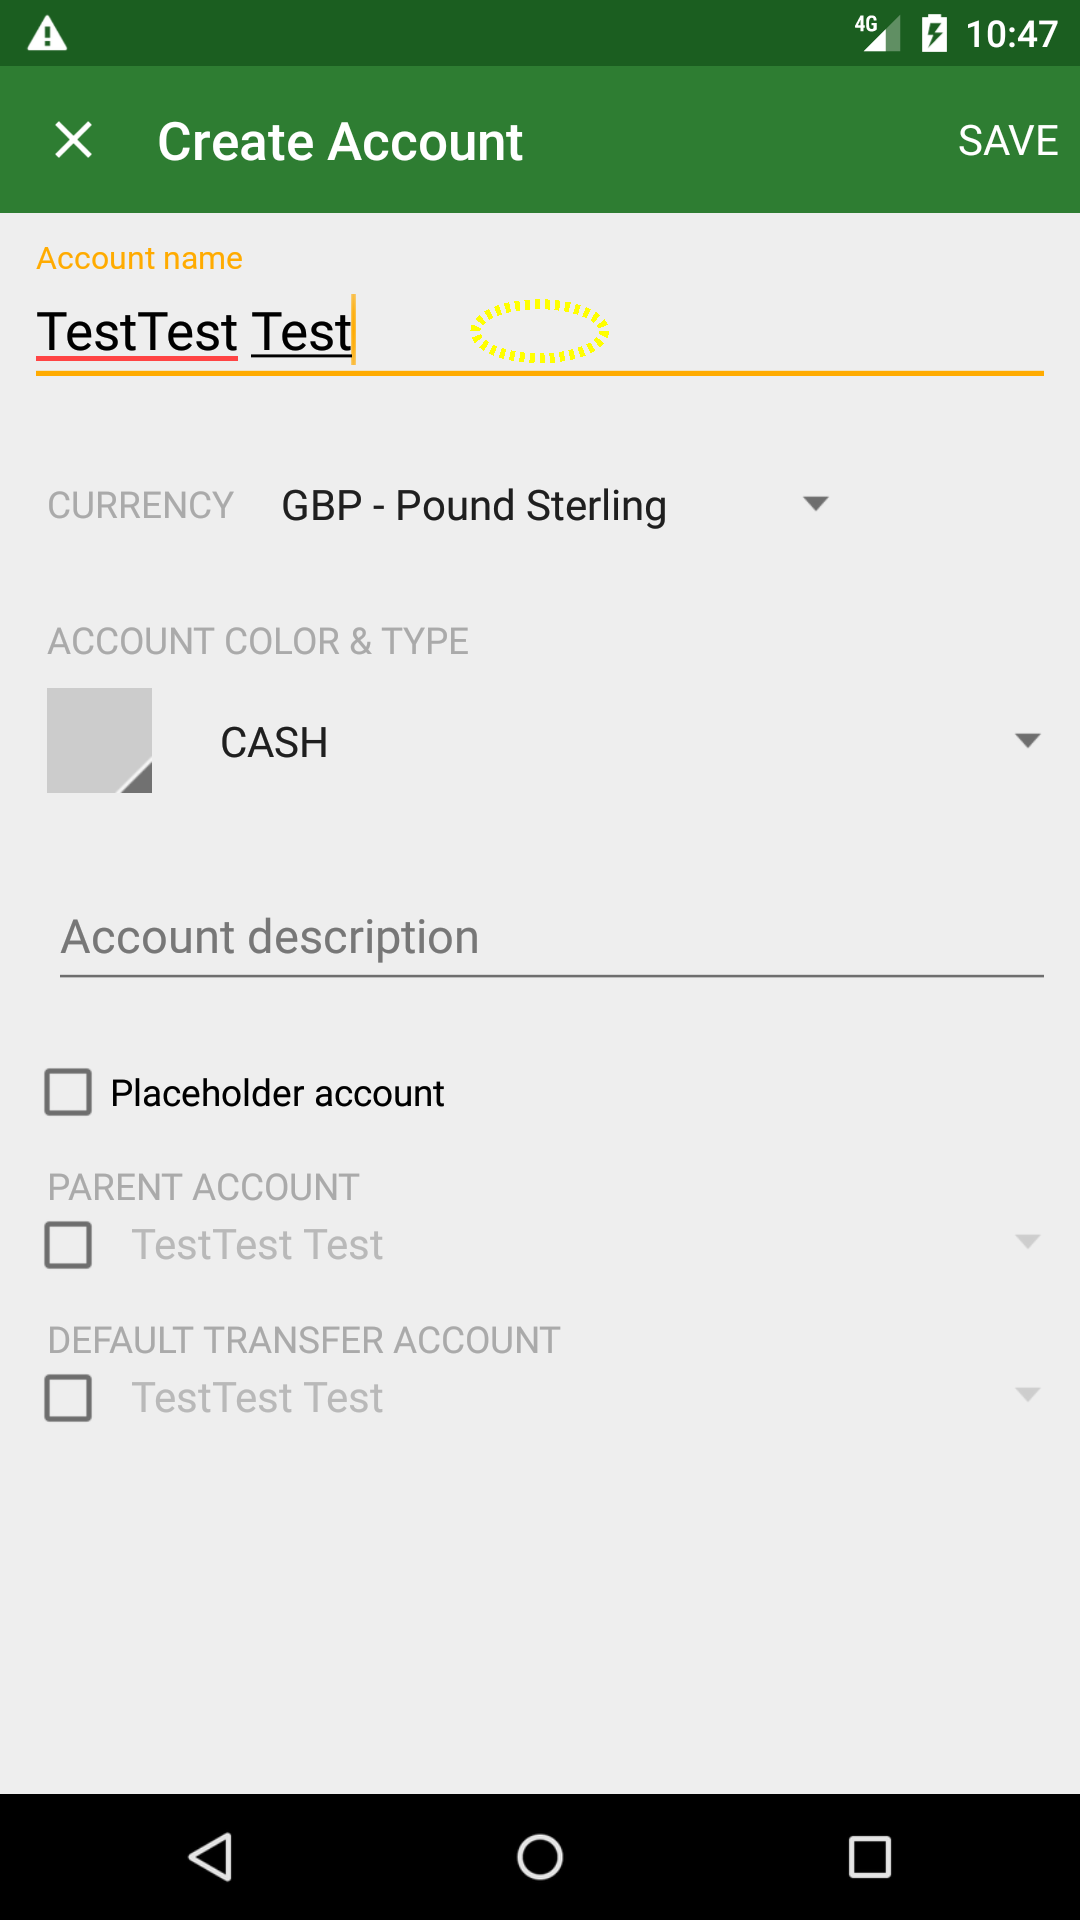 4G 10:47
Create Account SAVE
Account name
TestTest Test
CURRENCY GBP - Pound Sterling
ACCOUNT COLOR & TYPE
CASH
Account description
Placeholder account
PARENT ACCOUNT
TestTest Test
DEFAULT TRANSFER ACCOUNT
TestTest Test